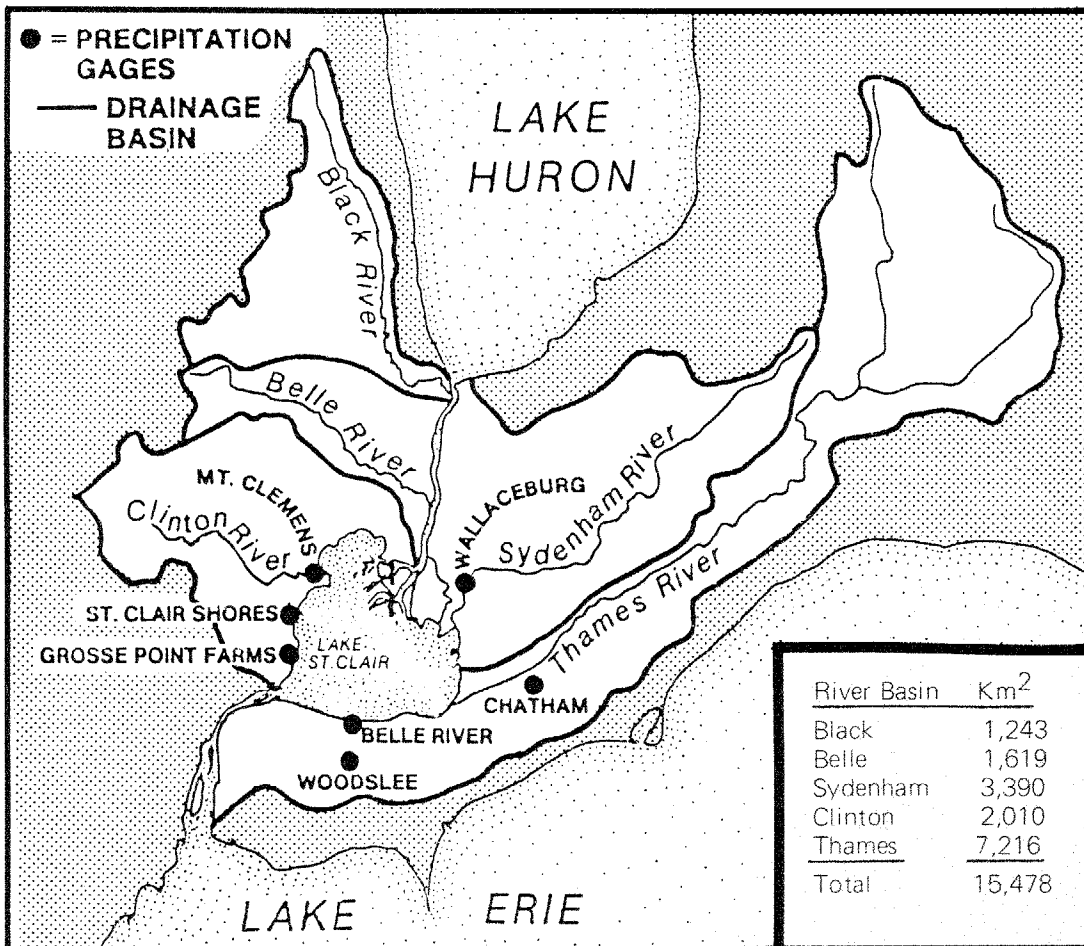 ● = PRECIPITATION
GAGES
— DRAINAGE
BASIN
LAKE
HURON
Black River
Belle River
MT. CLEMENS
Clinton River
WALLACEBURG
Sydenham River
ST. CLAIR SHORES
GROSSE POINT FARMS
LAKE
ST. CLAIR
Thames River
CHATHAM
BELLE RIVER
WOODSLEE
LAKE ERIE
River Basin Km²
Black 1,243
Belle 1,619
Sydenham 3,390
Clinton 2,010
Thames 7,216
Total 15,478